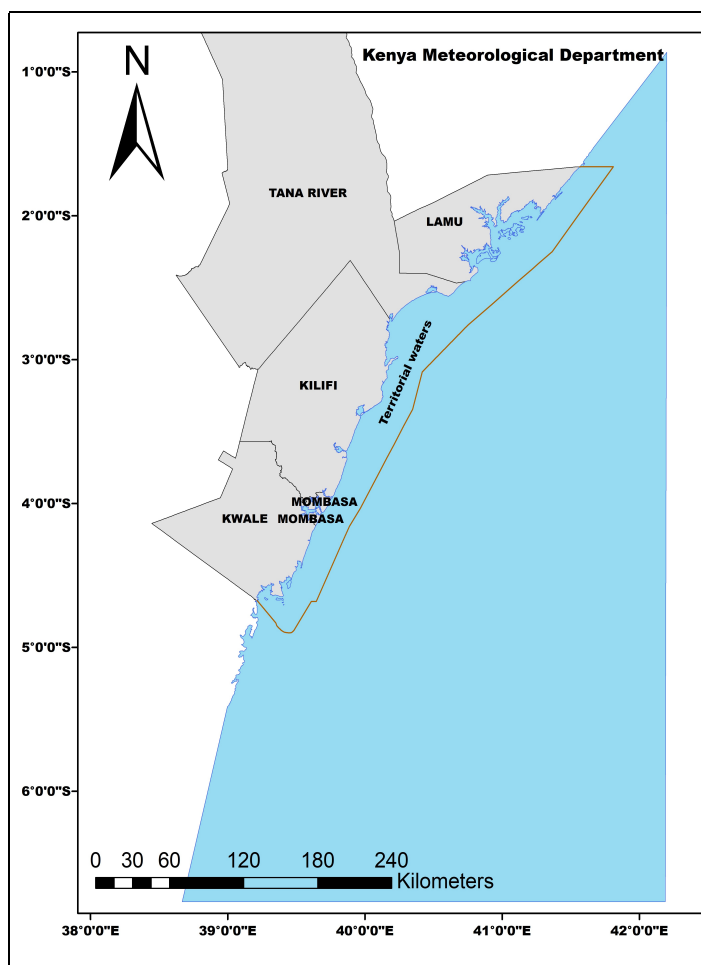 Kenya Meteorological Department
N
1°0'0"S
2°0'0"S
3°0'0"S
4°0'0"S
5°0'0"S
6°0'0"S
TANA RIVER
LAMU
Territorial waters
KILIFI
MOMBASA
KWALE MOMBASA
0 30 60 120 180 240
Kilometers
38°0'0"E 39°0'0"E 40°0'0"E 41°0'0"E 42°0'0"E